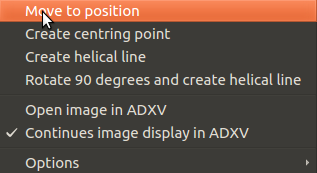 Move to position
Create centring point
Create helical line
Rotate 90 degrees and create helical line
Open image in ADXV
Continues image display in ADXV
Options